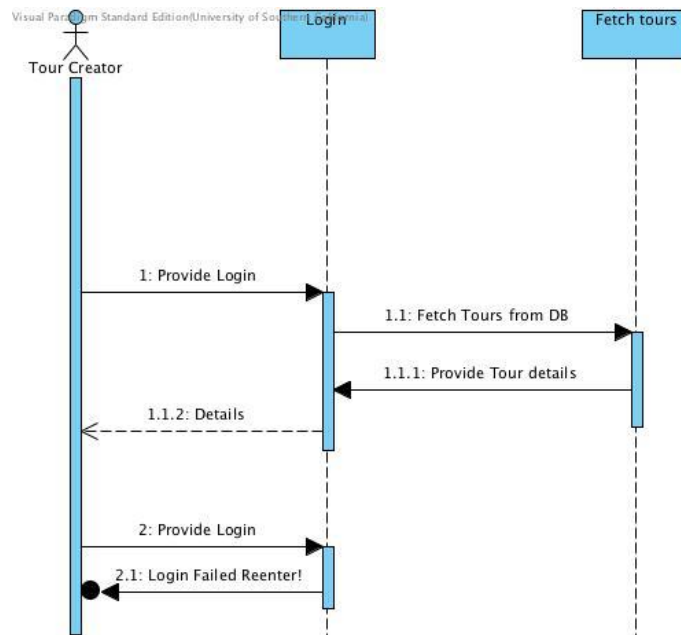 Visual Paradigm Standard Edition(University of Southern California)
Login
Fetch tours
Tour Creator
1: Provide Login
1.1: Fetch Tours from DB
1.1.1: Provide Tour details
1.1.2: Details
2: Provide Login
2.1: Login Failed Reenter!